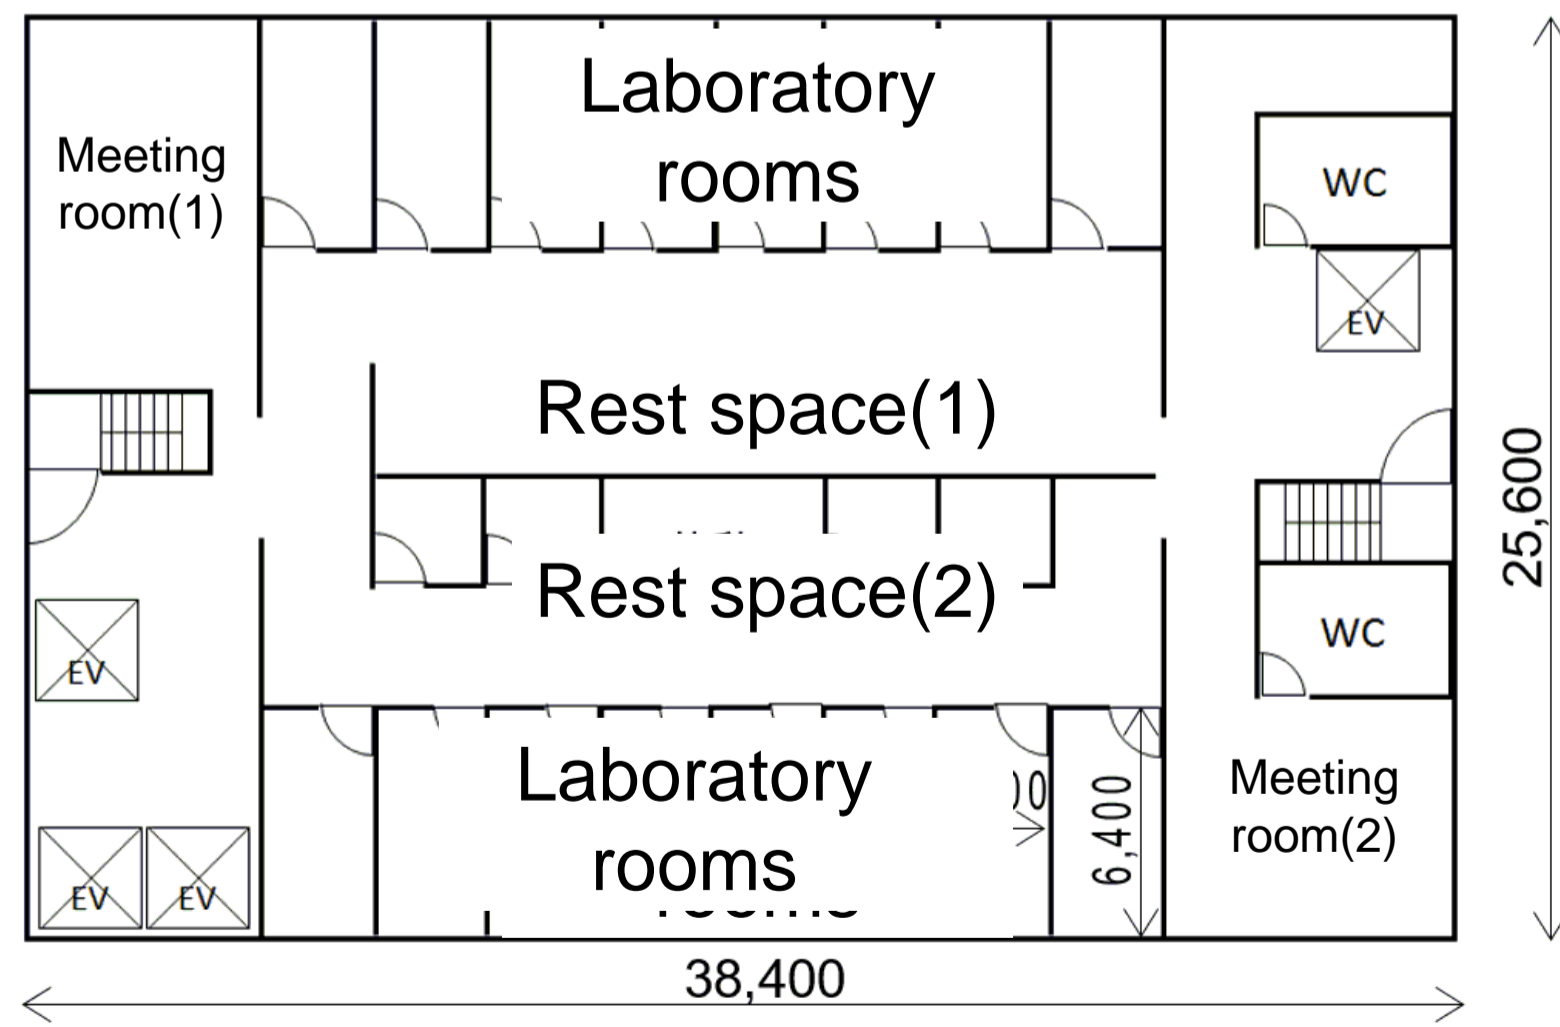 Laboratory
rooms
Meeting
room(1)
WC
EV
Rest space(1)
25,600
Rest space(2)
WC
EV
Laboratory
rooms
00
6,400
Meeting
room(2)
EV
EV
38,400